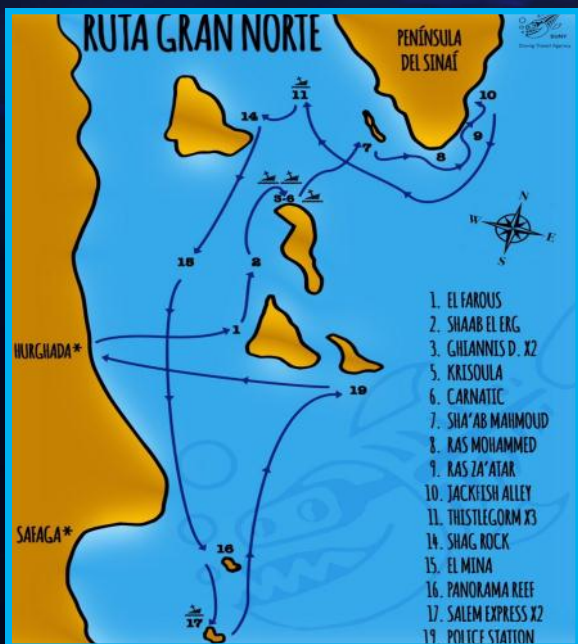 RUTA GRAN NORTE
PENÍNSULA
DEL SINAÍ
11
14
10
9
7
8
3-6
15
2
N
W
E
S
1
HURGHADA*
19
SAFAGA*
16
17
1. EL FAROUS
2. SHAAB EL ERG
3. GHIANNIS D. X2
5. KRISOULA
6. CARNATIC
7. SHA'AB MAHMOUD
8. RAS MOHAMMED
9. RAS ZA'ATAR
10. JACKFISH ALLEY
11. THISTLEGORM X3
14. SHAG ROCK
15. EL MINA
16. PANORAMA REEF
17. SALEM EXPRESS X2
19. POLICE STATION